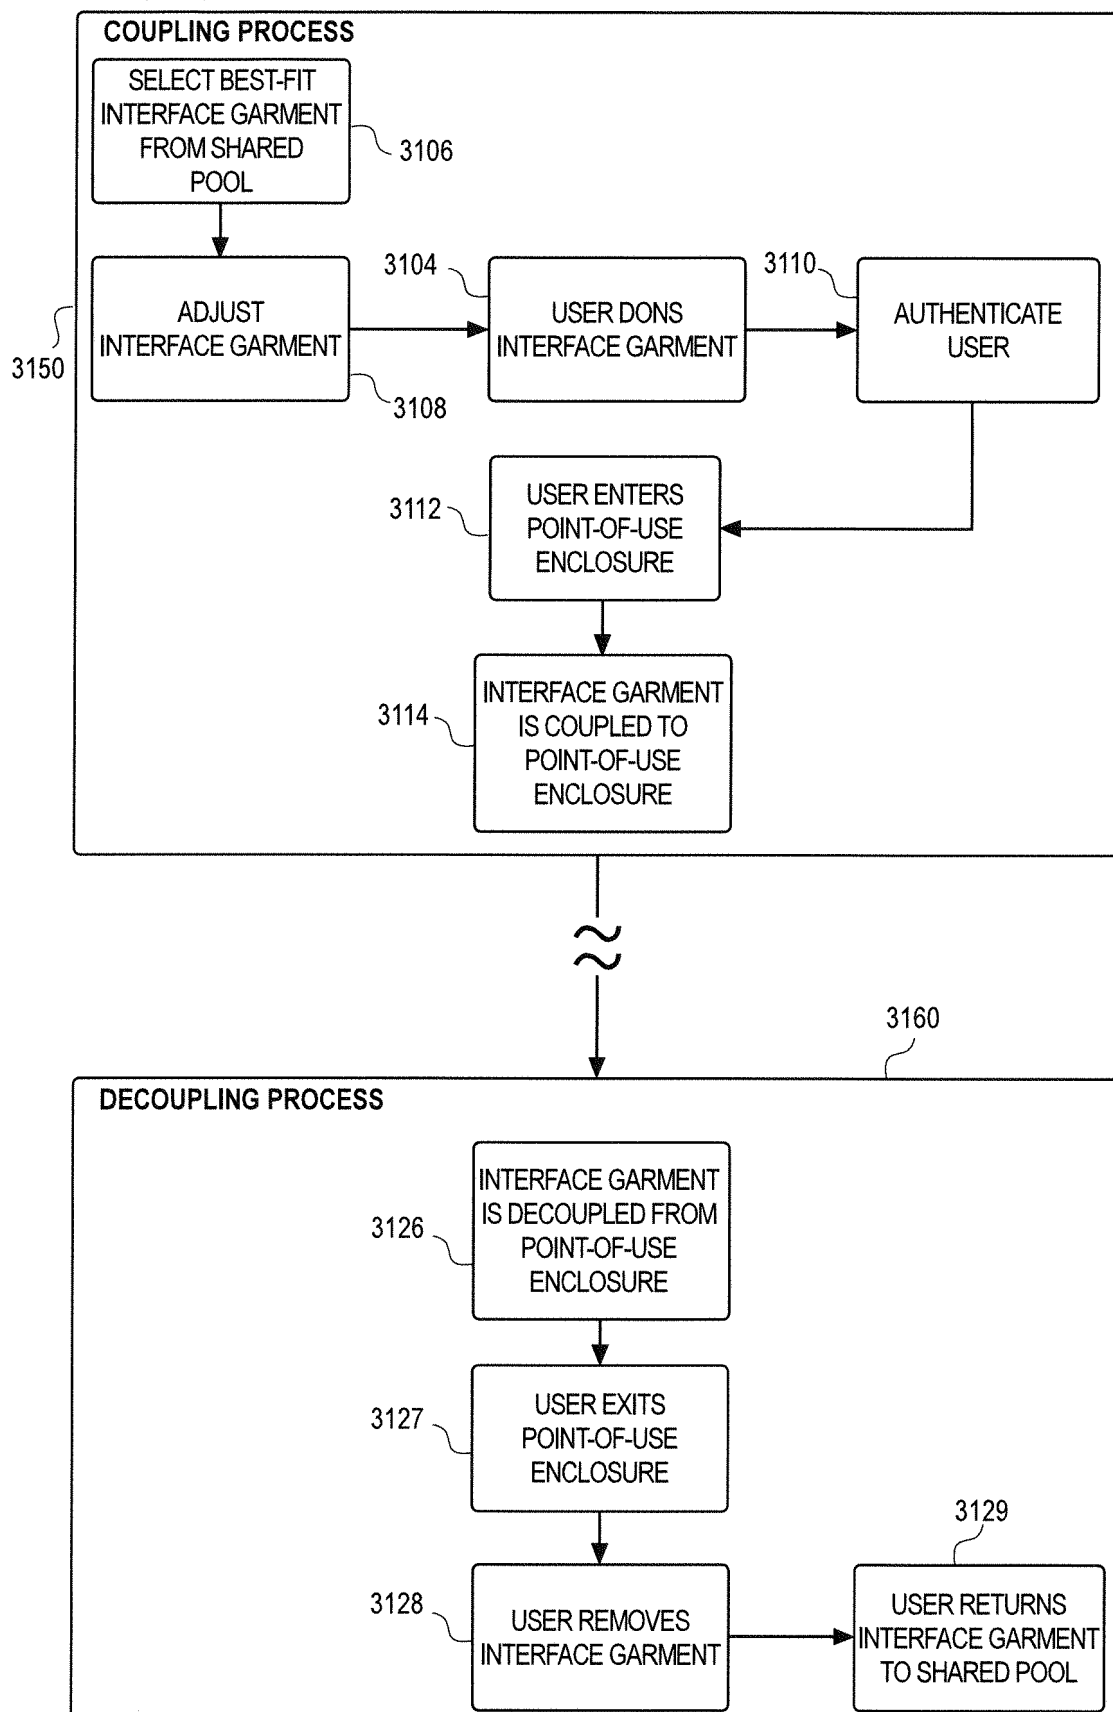 COUPLING PROCESS
SELECT BEST-FIT
INTERFACE GARMENT
FROM SHARED
POOL
3106
ADJUST
INTERFACE GARMENT
3108
3150
3104
USER DONS
INTERFACE GARMENT
3110
AUTHENTICATE
USER
3112
USER ENTERS
POINT-OF-USE
ENCLOSURE
3114
INTERFACE GARMENT
IS COUPLED TO
POINT-OF-USE
ENCLOSURE
3160
DECOUPLING PROCESS
3126
INTERFACE GARMENT
IS DECOUPLED FROM
POINT-OF-USE
ENCLOSURE
3127
USER EXITS
POINT-OF-USE
ENCLOSURE
3128
USER REMOVES
INTERFACE GARMENT
3129
USER RETURNS
INTERFACE GARMENT
TO SHARED POOL